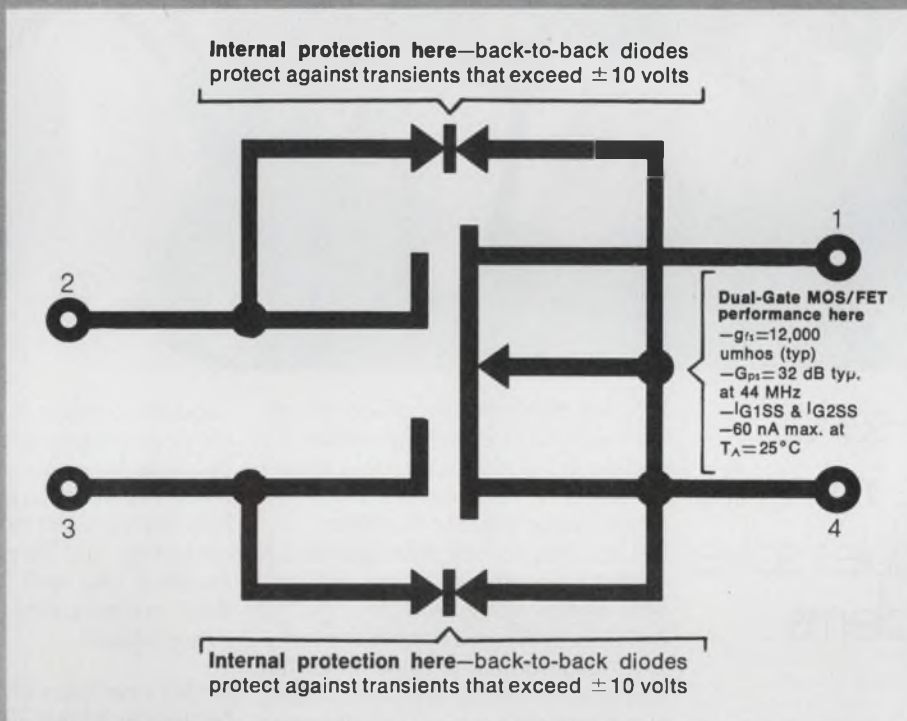 Internal protection here—back-to-back diodes
protect against transients that exceed ±10 volts
1
2
Dual-Gate MOS/FET
performance here
—gfs=12,000
umhos (typ)
—Gps=32 dB typ.
at 44 MHz
—IG1SS & IG2SS
—60 nA max. at
TA=25°C
3
4
Internal protection here—back-to-back diodes
protect against transients that exceed ±10 volts